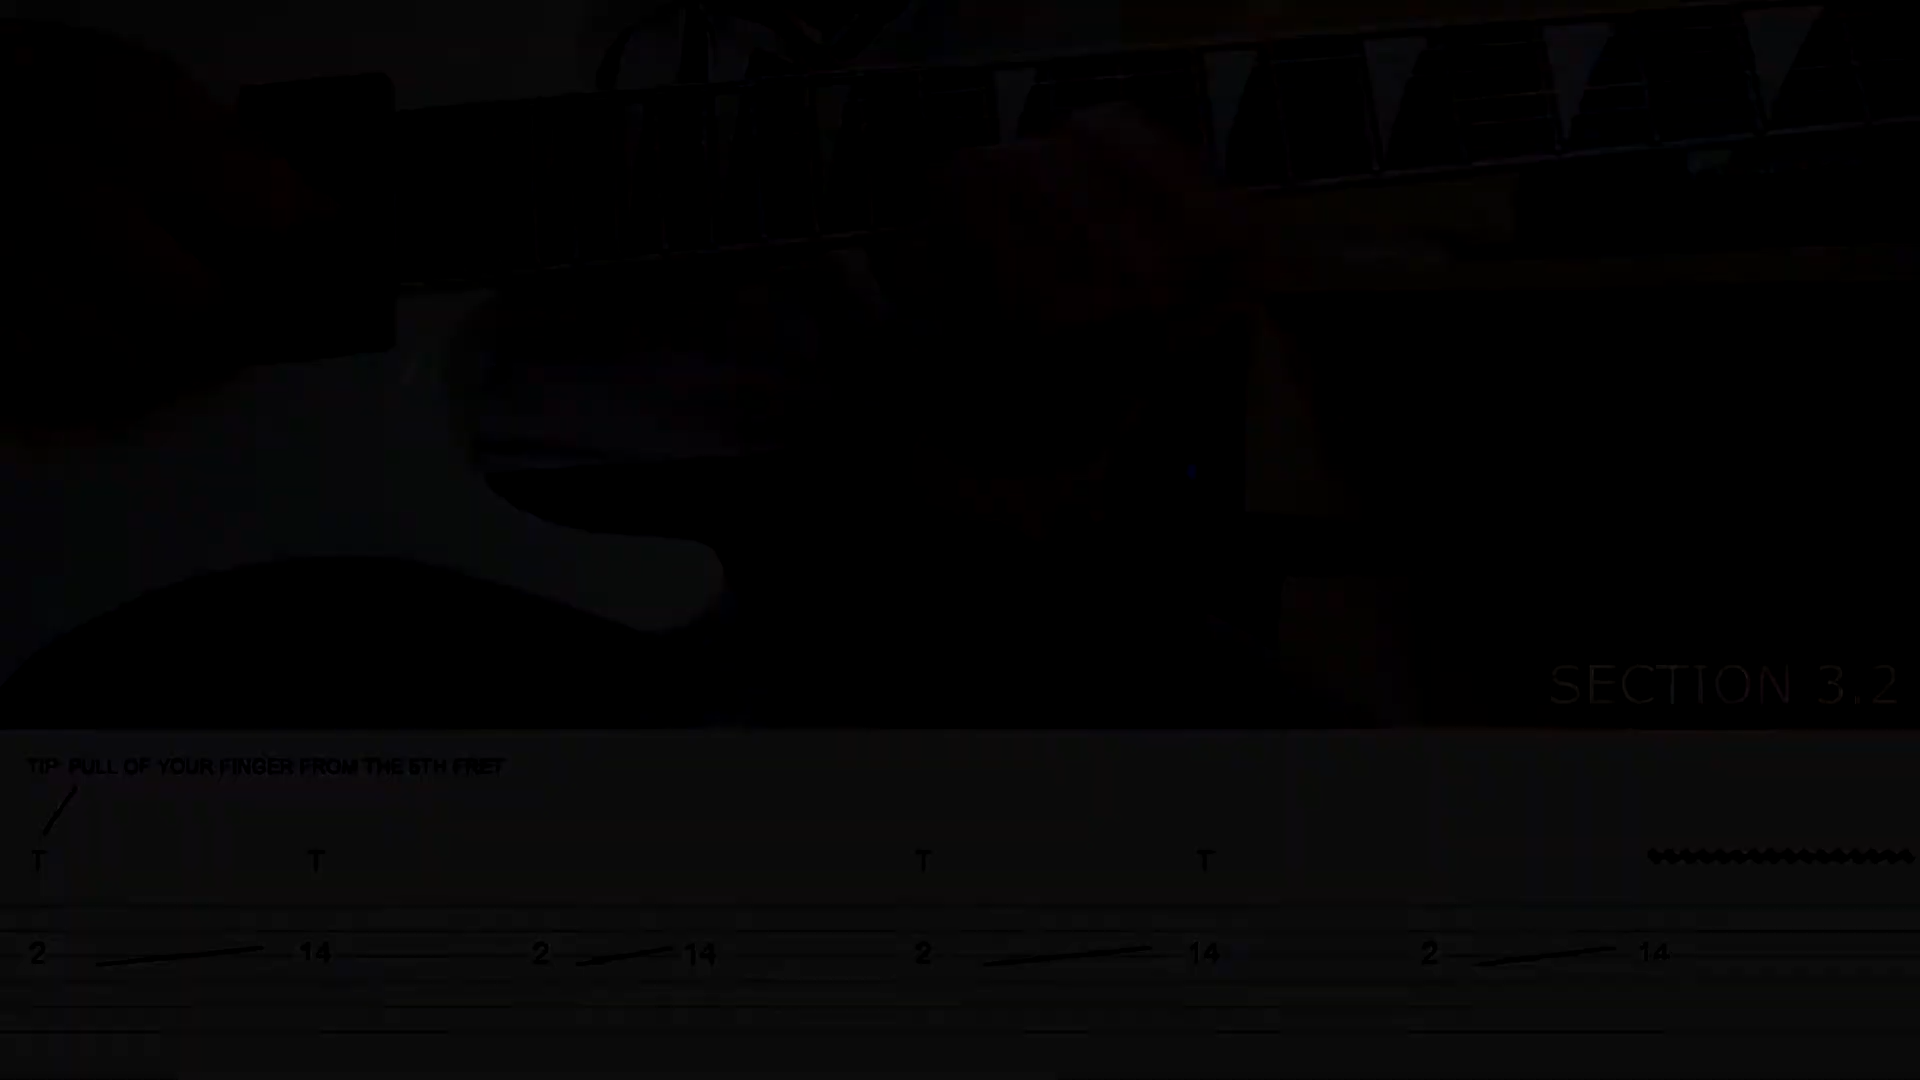 SECTION 3.2
TIP: PULL OF YOUR FINGER FROM THE 5TH FRET
T T T T
2 14 2 14 2 14 2 14